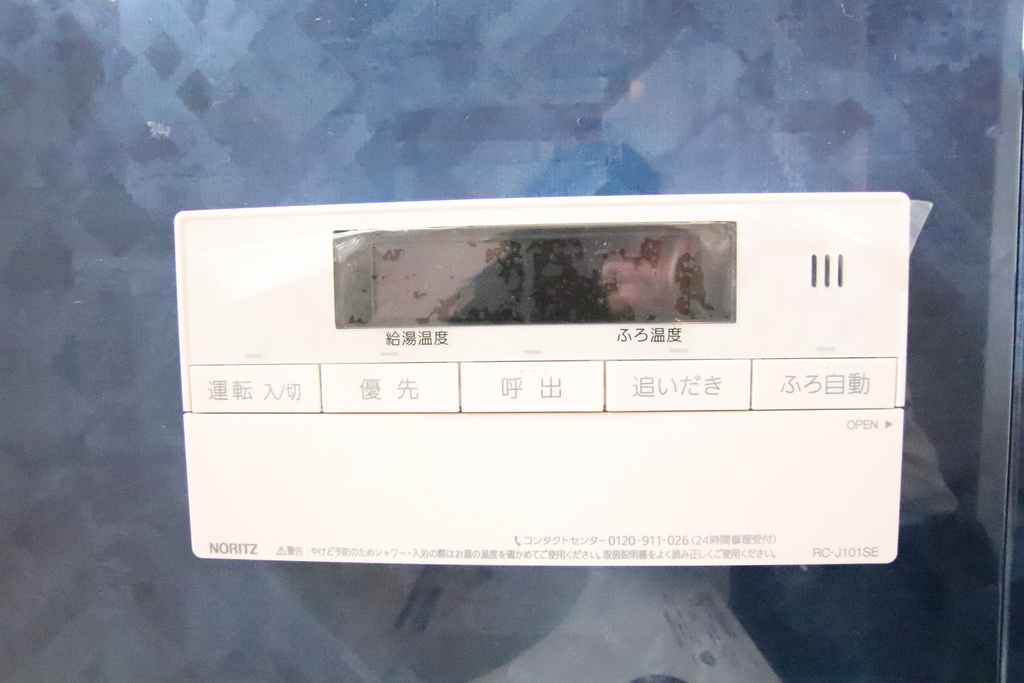 給湯温度 ふろ温度
運転 入/切 優先 呼出 追いだき ふろ自動
OPEN ▶
コンタクトセンター 0120-911-026(24時間修理受付)
NORITZ ⚠警告:やけど予防のためシャワー・入浴の際はお湯の温度を確かめてご使用ください。取扱説明書をよく読み正しくご使用ください。 RC-J101SE